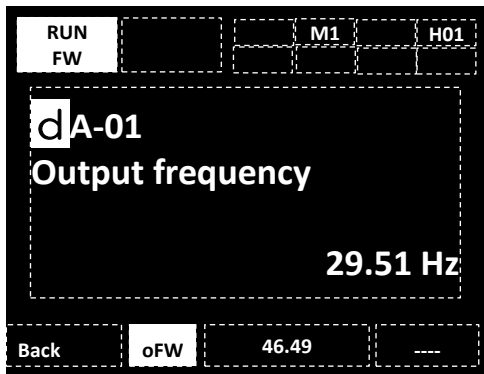 RUN M1 H01
FW
dA-01
Output frequency
29.51 Hz
Back oFW 46.49 ----